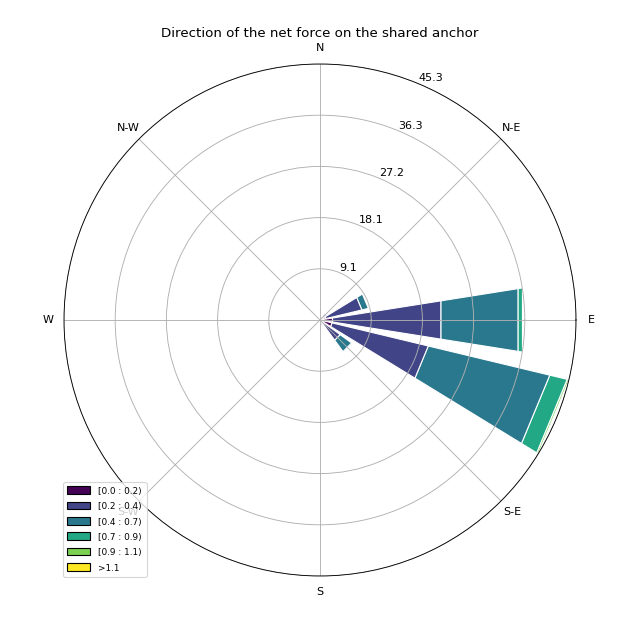 Direction of the net force on the shared anchor
N
N-W
N-E
45.3
36.3
27.2
18.1
9.1
W
E
S-W
S-E
S
[0.0 : 0.2)
[0.2 : 0.4)
[0.4 : 0.7)
[0.7 : 0.9)
[0.9 : 1.1)
>1.1